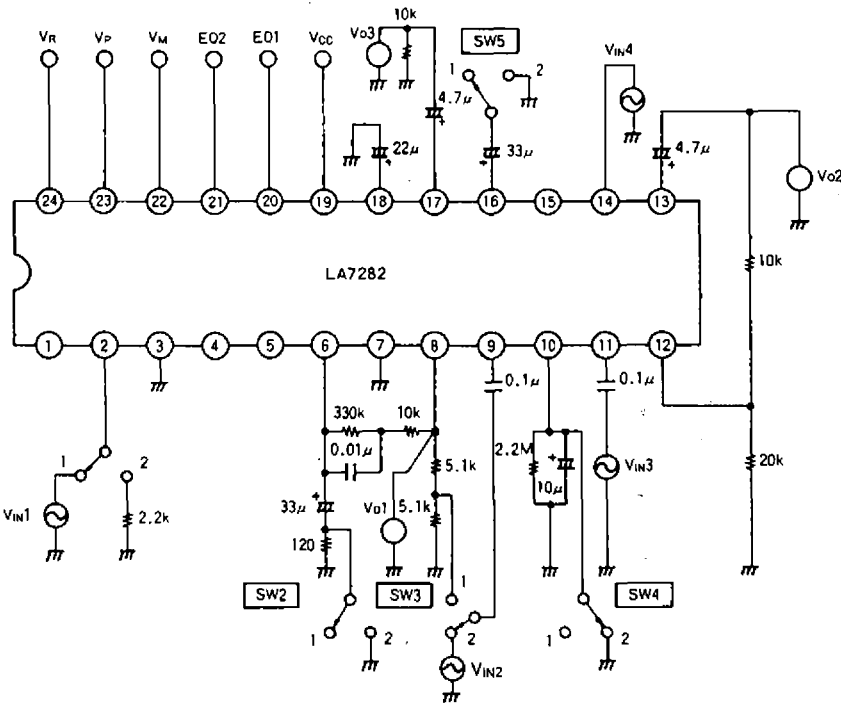 10k
VR VP VM EO2 EO1 VCC VO3 SW5 VIN4
1 2
4.7μ
22μ 33μ 4.7μ
VO2
24 23 22 21 20 19 18 17 16 15 14 13
10k
LA7282
1 2 3 4 5 6 7 8 9 10 11 12
0.1μ 0.1μ
330k 10k
0.01μ 2.2M
1 2 5.1k VIN3
10μ 20k
VIN1 2.2k 33μ VO1 5.1k
120
SW2 SW3 1 SW4
1 2 2 1 2
VIN2